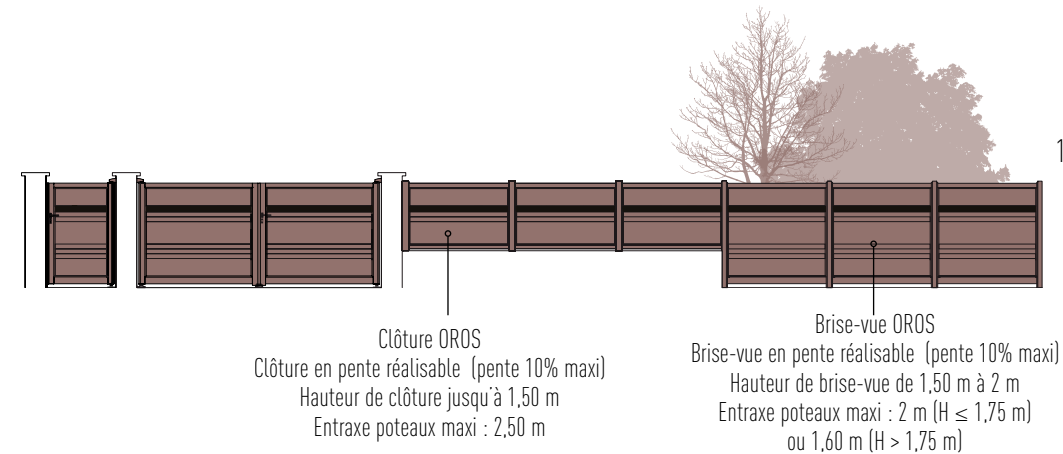 1
Clôture OROS
Clôture en pente réalisable (pente 10% maxi)
Hauteur de clôture jusqu'à 1,50 m
Entraxe poteaux maxi : 2,50 m
Brise-vue OROS
Brise-vue en pente réalisable (pente 10% maxi)
Hauteur de brise-vue de 1,50 m à 2 m
Entraxe poteaux maxi : 2 m (H ≤ 1,75 m)
ou 1,60 m (H > 1,75 m)